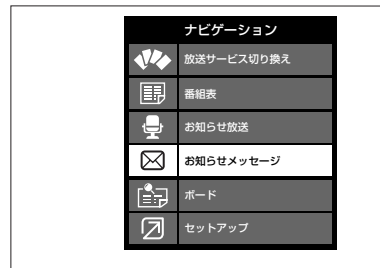 ナビゲーション
放送サービス切り換え
番組表
お知らせ放送
お知らせメッセージ
ボード
セットアップ